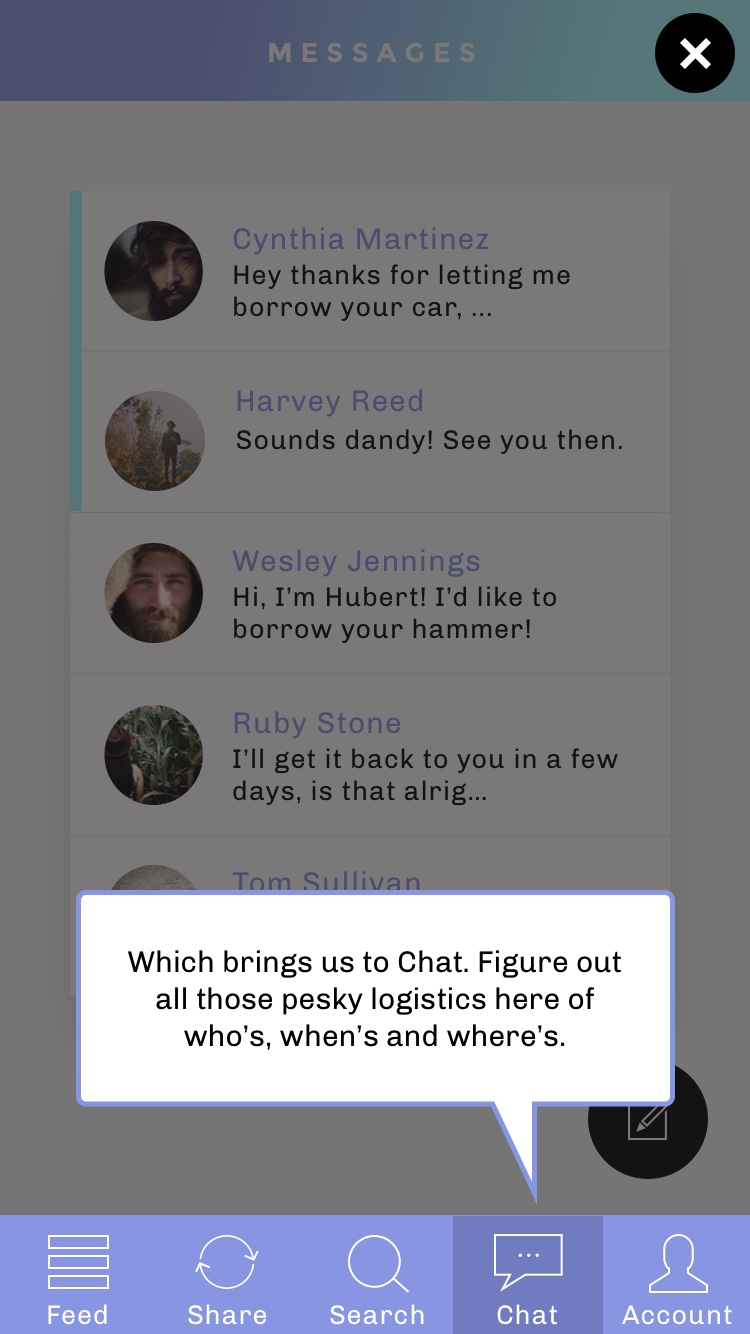 MESSAGES
Cynthia Martinez
Hey thanks for letting me
borrow your car, ...
Harvey Reed
Sounds dandy! See you then.
Wesley Jennings
Hi, I’m Hubert! I’d like to
borrow your hammer!
Ruby Stone
I’ll get it back to you in a few
days, is that alrig...
Tom Sullivan
Which brings us to Chat. Figure out
all those pesky logistics here of
who’s, when’s and where’s.
Feed Share Search Chat Account